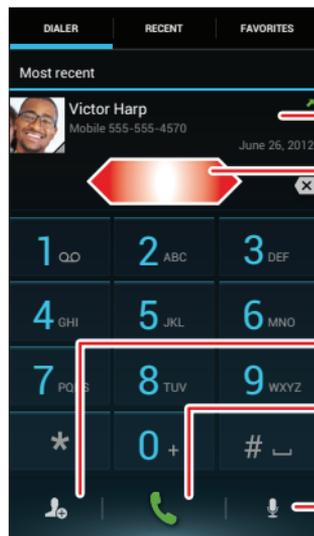 DIALER RECENT FAVORITES
Most recent
Victor Harp
Mobile 555-555-4570
June 26, 2012
1 2 ABC 3 DEF
4 GHI 5 JKL 6 MNO
7 PQRS 8 TUV 9 WXYZ
* 0 + #